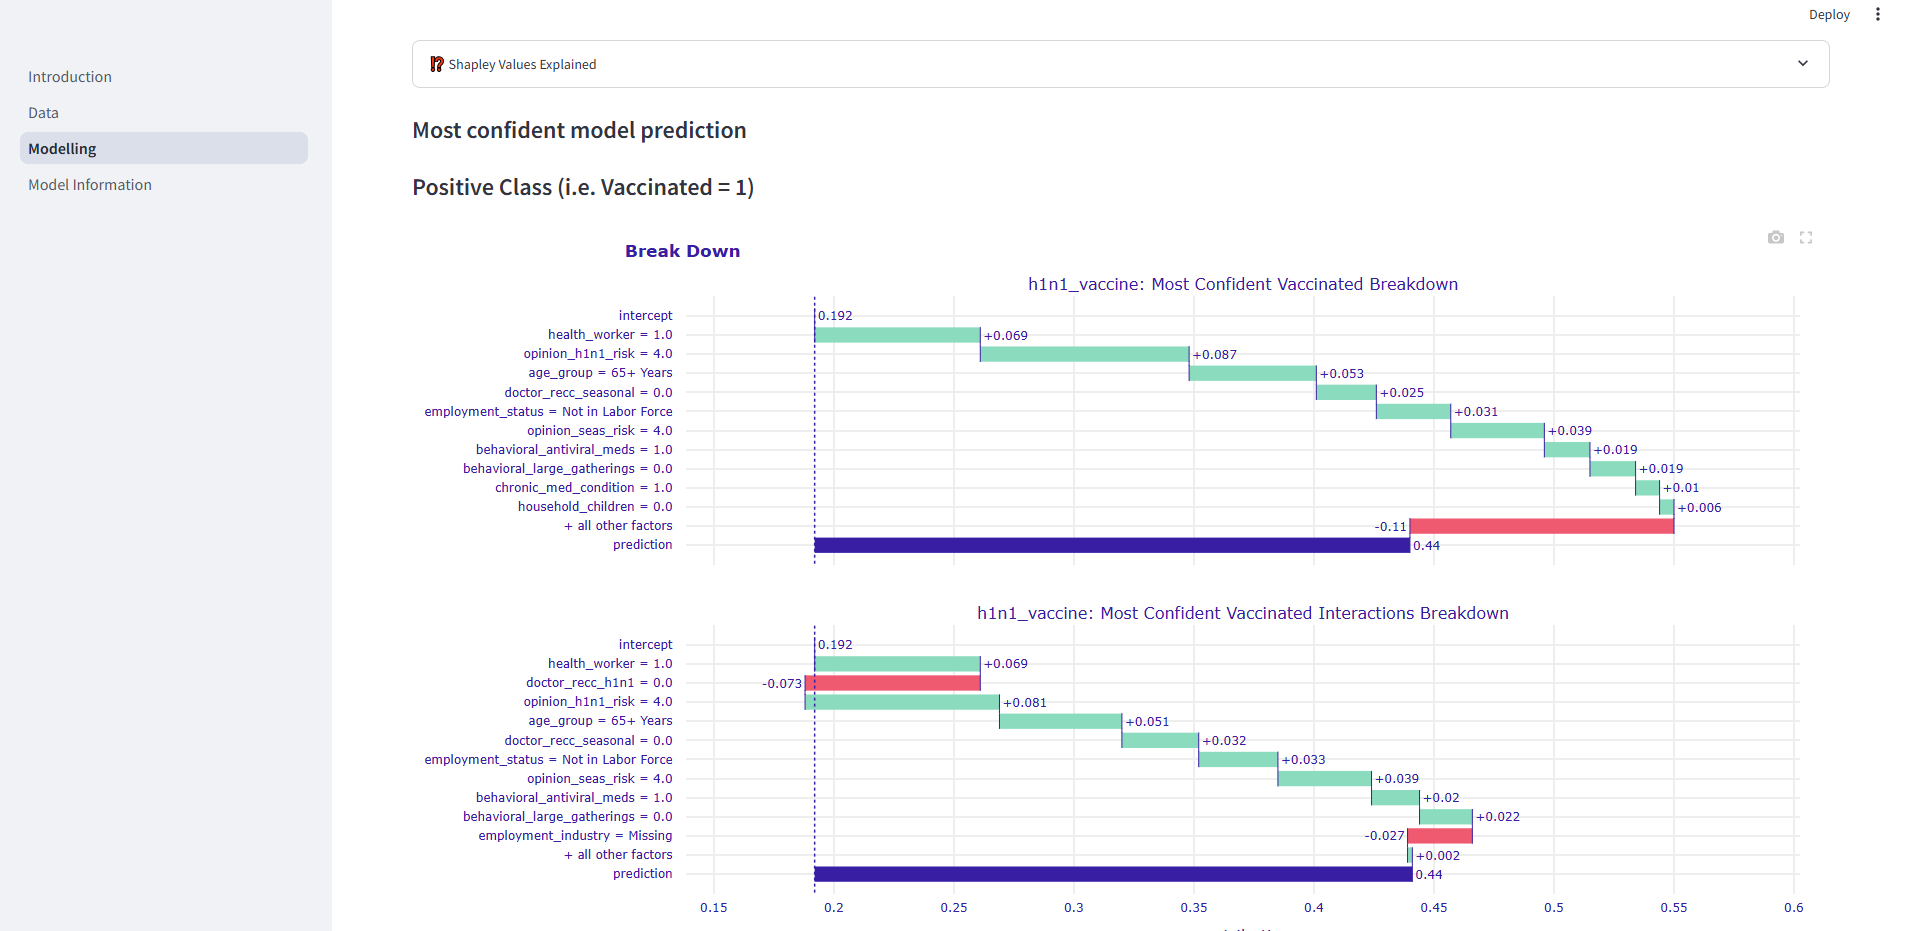 Deploy
Introduction
Data
Modelling
Model Information
Shapley Values Explained
Most confident model prediction
Positive Class (i.e. Vaccinated = 1)
Break Down
h1n1_vaccine: Most Confident Vaccinated Breakdown
intercept 0.192
health_worker = 1.0 +0.069
opinion_h1n1_risk = 4.0 +0.087
age_group = 65+ Years +0.053
doctor_recc_seasonal = 0.0 +0.025
employment_status = Not in Labor Force +0.031
opinion_seas_risk = 4.0 +0.039
behavioral_antiviral_meds = 1.0 +0.019
behavioral_large_gatherings = 0.0 +0.019
chronic_med_condition = 1.0 +0.01
household_children = 0.0 +0.006
+ all other factors -0.11
prediction 0.44
h1n1_vaccine: Most Confident Vaccinated Interactions Breakdown
intercept 0.192
health_worker = 1.0 +0.069
doctor_recc_h1n1 = 0.0 -0.073
opinion_h1n1_risk = 4.0 +0.081
age_group = 65+ Years +0.051
doctor_recc_seasonal = 0.0 +0.032
employment_status = Not in Labor Force +0.033
opinion_seas_risk = 4.0 +0.039
behavioral_antiviral_meds = 1.0 +0.02
behavioral_large_gatherings = 0.0 +0.022
employment_industry = Missing -0.027
+ all other factors +0.002
prediction 0.44
0.15 0.2 0.25 0.3 0.35 0.4 0.45 0.5 0.55 0.6